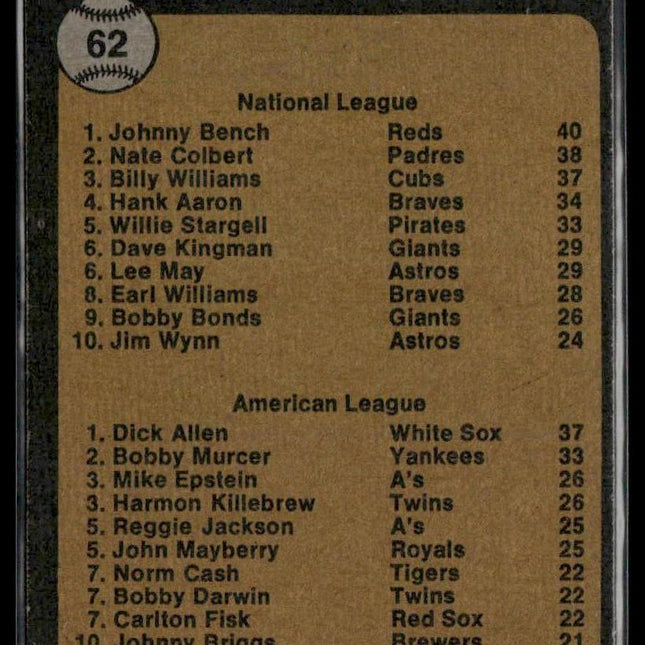 62
National League
1. Johnny Bench Reds 40
2. Nate Colbert Padres 38
3. Billy Williams Cubs 37
4. Hank Aaron Braves 34
5. Willie Stargell Pirates 33
6. Dave Kingman Giants 29
6. Lee May Astros 29
8. Earl Williams Braves 28
9. Bobby Bonds Giants 26
10. Jim Wynn Astros 24
American League
1. Dick Allen White Sox 37
2. Bobby Murcer Yankees 33
3. Mike Epstein A's 26
3. Harmon Killebrew Twins 26
5. Reggie Jackson A's 25
5. John Mayberry Royals 25
7. Norm Cash Tigers 22
7. Bobby Darwin Twins 22
7. Carlton Fisk Red Sox 22
10. Johnny Briggs Brewers 21